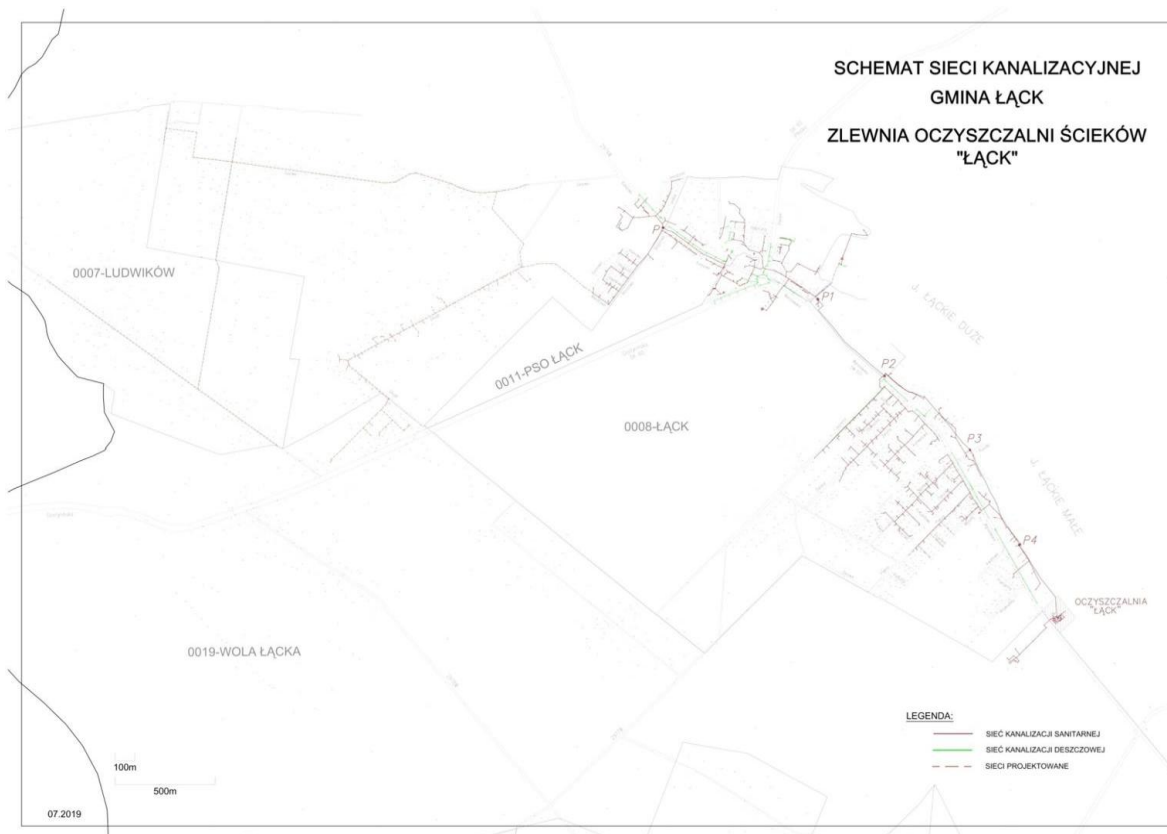 SCHEMAT SIECI KANALIZACYJNEJ
GMINA ŁĄCK
ZLEWNIA OCZYSZCZALNI ŚCIEKÓW
"ŁĄCK"
0007-LUDWIKÓW
P
P1
J. ŁĄCKIE DUŻE
0011-PSO ŁĄCK
P2
0008-ŁĄCK
P3
J. ŁĄCKIE MAŁE
P4
OCZYSZCZALNIA
"ŁĄCK"
0019-WOLA ŁĄCKA
LEGENDA:
SIEĆ KANALIZACJI SANITARNEJ
SIEĆ KANALIZACJI DESZCZOWEJ
SIECI PROJEKTOWANE
100m
500m
07.2019